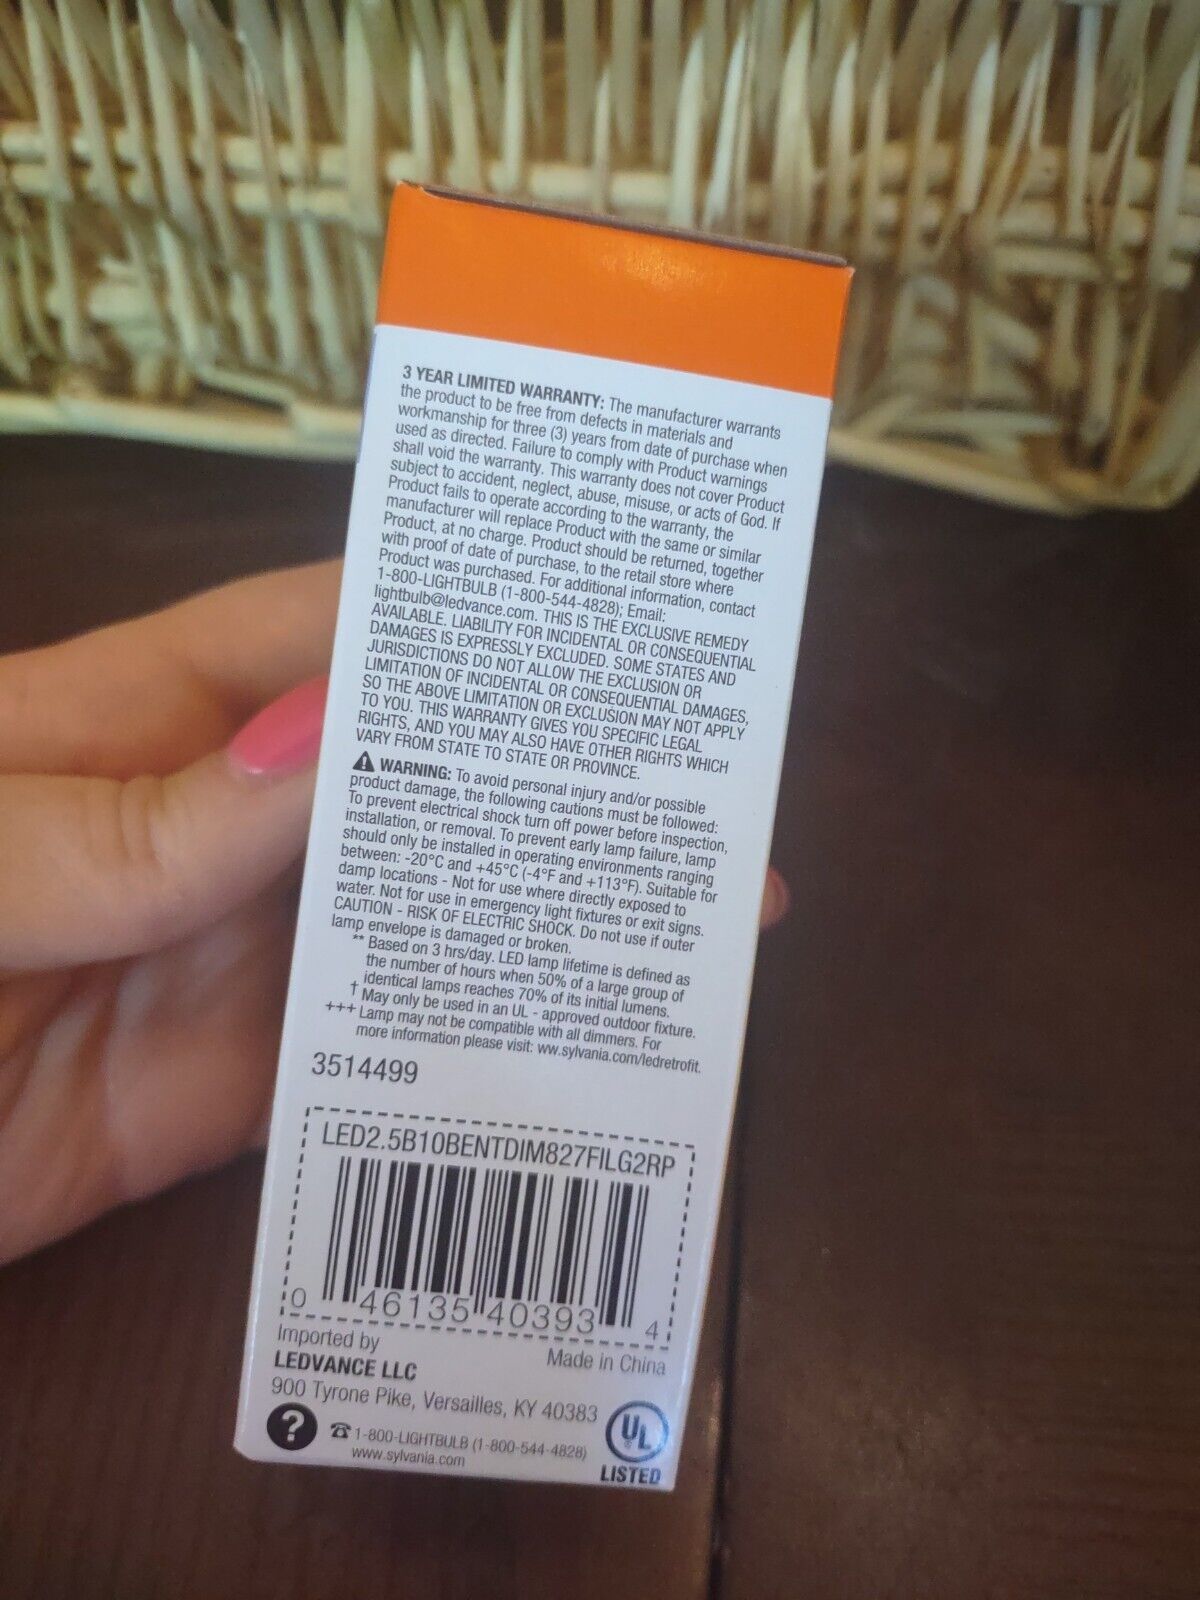 3 YEAR LIMITED WARRANTY: The manufacturer warrants
the product to be free from defects in materials and
workmanship for three (3) years from date of purchase when
used as directed. Failure to comply with Product warnings
shall void the warranty. This warranty does not cover Product
subject to accident, neglect, abuse, misuse, or acts of God. If
Product fails to operate according to the warranty, the
manufacturer will replace Product with the same or similar
Product, at no charge. Product should be returned, together
with proof of date of purchase, to the retail store where
Product was purchased. For additional information, contact
1-800-LIGHTBULB (1-800-544-4828); Email:
lightbulb@ledvance.com. THIS IS THE EXCLUSIVE REMEDY
AVAILABLE. LIABILITY FOR INCIDENTAL OR CONSEQUENTIAL
DAMAGES IS EXPRESSLY EXCLUDED. SOME STATES AND
JURISDICTIONS DO NOT ALLOW THE EXCLUSION OR
LIMITATION OF INCIDENTAL OR CONSEQUENTIAL DAMAGES,
SO THE ABOVE LIMITATION OR EXCLUSION MAY NOT APPLY
TO YOU. THIS WARRANTY GIVES YOU SPECIFIC LEGAL
RIGHTS, AND YOU MAY ALSO HAVE OTHER RIGHTS WHICH
VARY FROM STATE TO STATE OR PROVINCE.
WARNING: To avoid personal injury and/or possible
product damage, the following cautions must be followed:
To prevent electrical shock turn off power before inspection,
installation, or removal. To prevent early lamp failure, lamp
should only be installed in operating environments ranging
between: -20°C and +45°C (-4°F and +113°F). Suitable for
damp locations - Not for use where directly exposed to
water. Not for use in emergency light fixtures or exit signs.
CAUTION - RISK OF ELECTRIC SHOCK. Do not use if outer
lamp envelope is damaged or broken.
** Based on 3 hrs/day. LED lamp lifetime is defined as
the number of hours when 50% of a large group of
identical lamps reaches 70% of its initial lumens.
† May only be used in an UL - approved outdoor fixture.
+++ Lamp may not be compatible with all dimmers. For
more information please visit: ww.sylvania.com/ledretrofit.
3514499
LED2.5B10BENTDIM827FILG2RP
0 46135 40393 4
Imported by
Made in China
LEDVANCE LLC
900 Tyrone Pike, Versailles, KY 40383
? ☎ 1-800-LIGHTBULB (1-800-544-4828)
www.sylvania.com
UL
LISTED